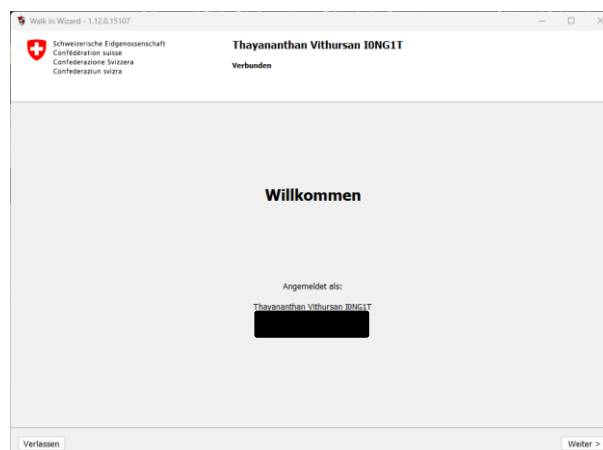 Walk In Wizard - 1.12.0.15107
Schweizerische Eidgenossenschaft
Confédération suisse
Confederazione Svizzera
Confederaziun svizra
Thayananthan Vithursan I0NG1T
Verbunden
Willkommen
Angemeldet als:
Thayananthan Vithursan I0NG1T
Verlassen
Weiter >